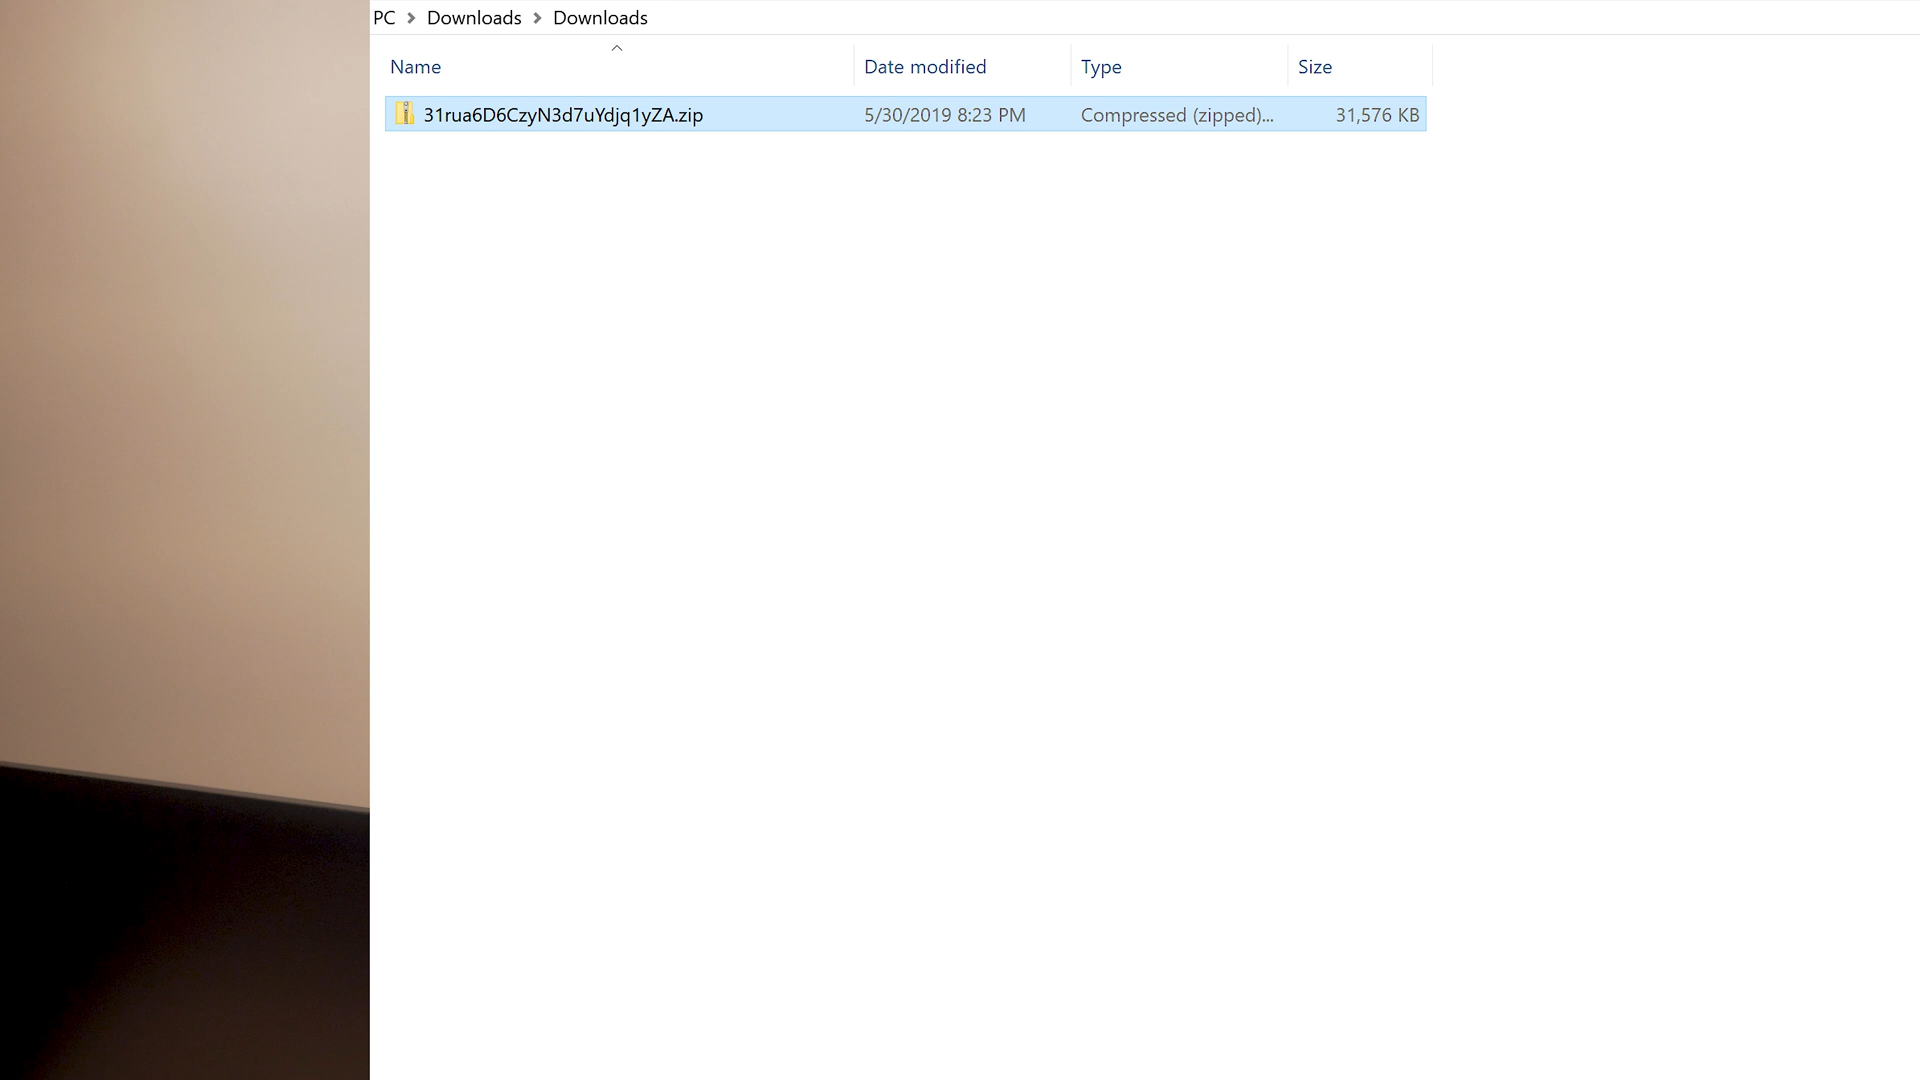 PC > Downloads > Downloads
Name Date modified Type Size
31rua6D6CzyN3d7uYdjq1yZA.zip 5/30/2019 8:23 PM Compressed (zipped)... 31,576 KB